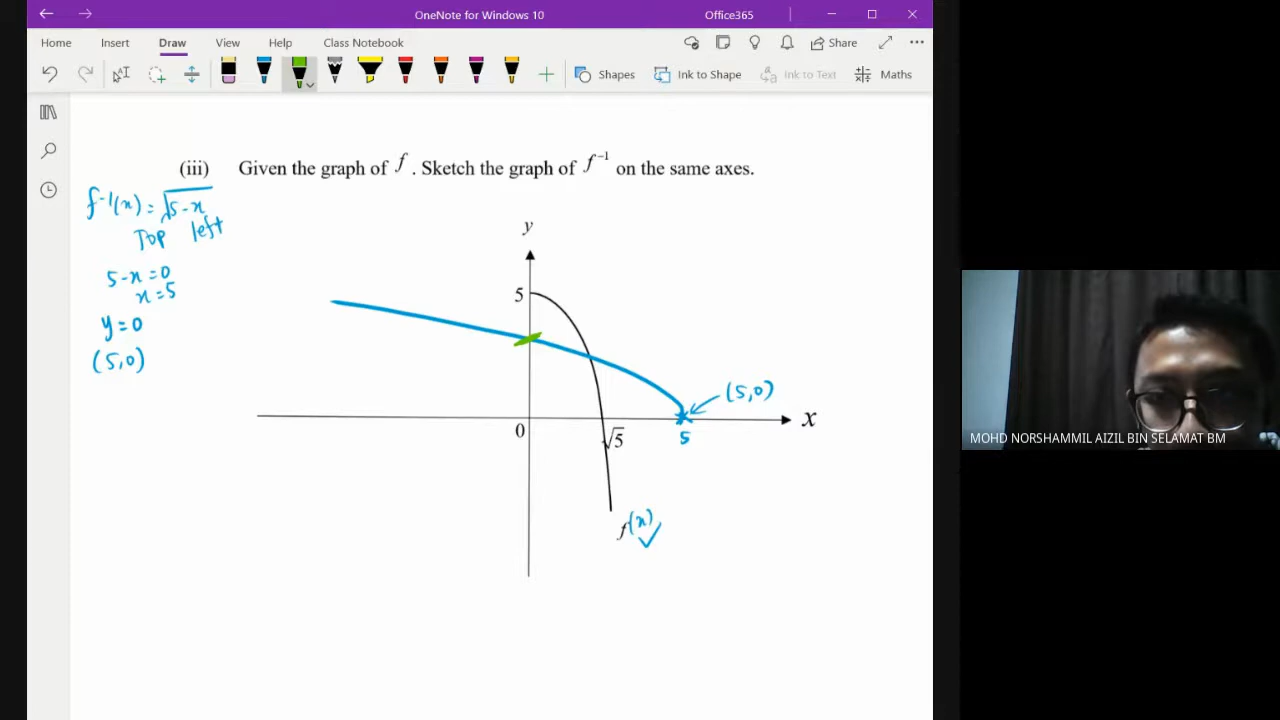 OneNote for Windows 10
Office365
Home Insert Draw View Help Class Notebook
Share
Shapes Ink to Shape Ink to Text Maths
(iii) Given the graph of f. Sketch the graph of f⁻¹ on the same axes.
f⁻¹(x) = √5-x
Top left
5-x=0
x=5
y=0
(5,0)
y
5
(5,0)
0
√5
5
x
f(x)
MOHD NORSHAMMIL AIZIL BIN SELAMAT BM